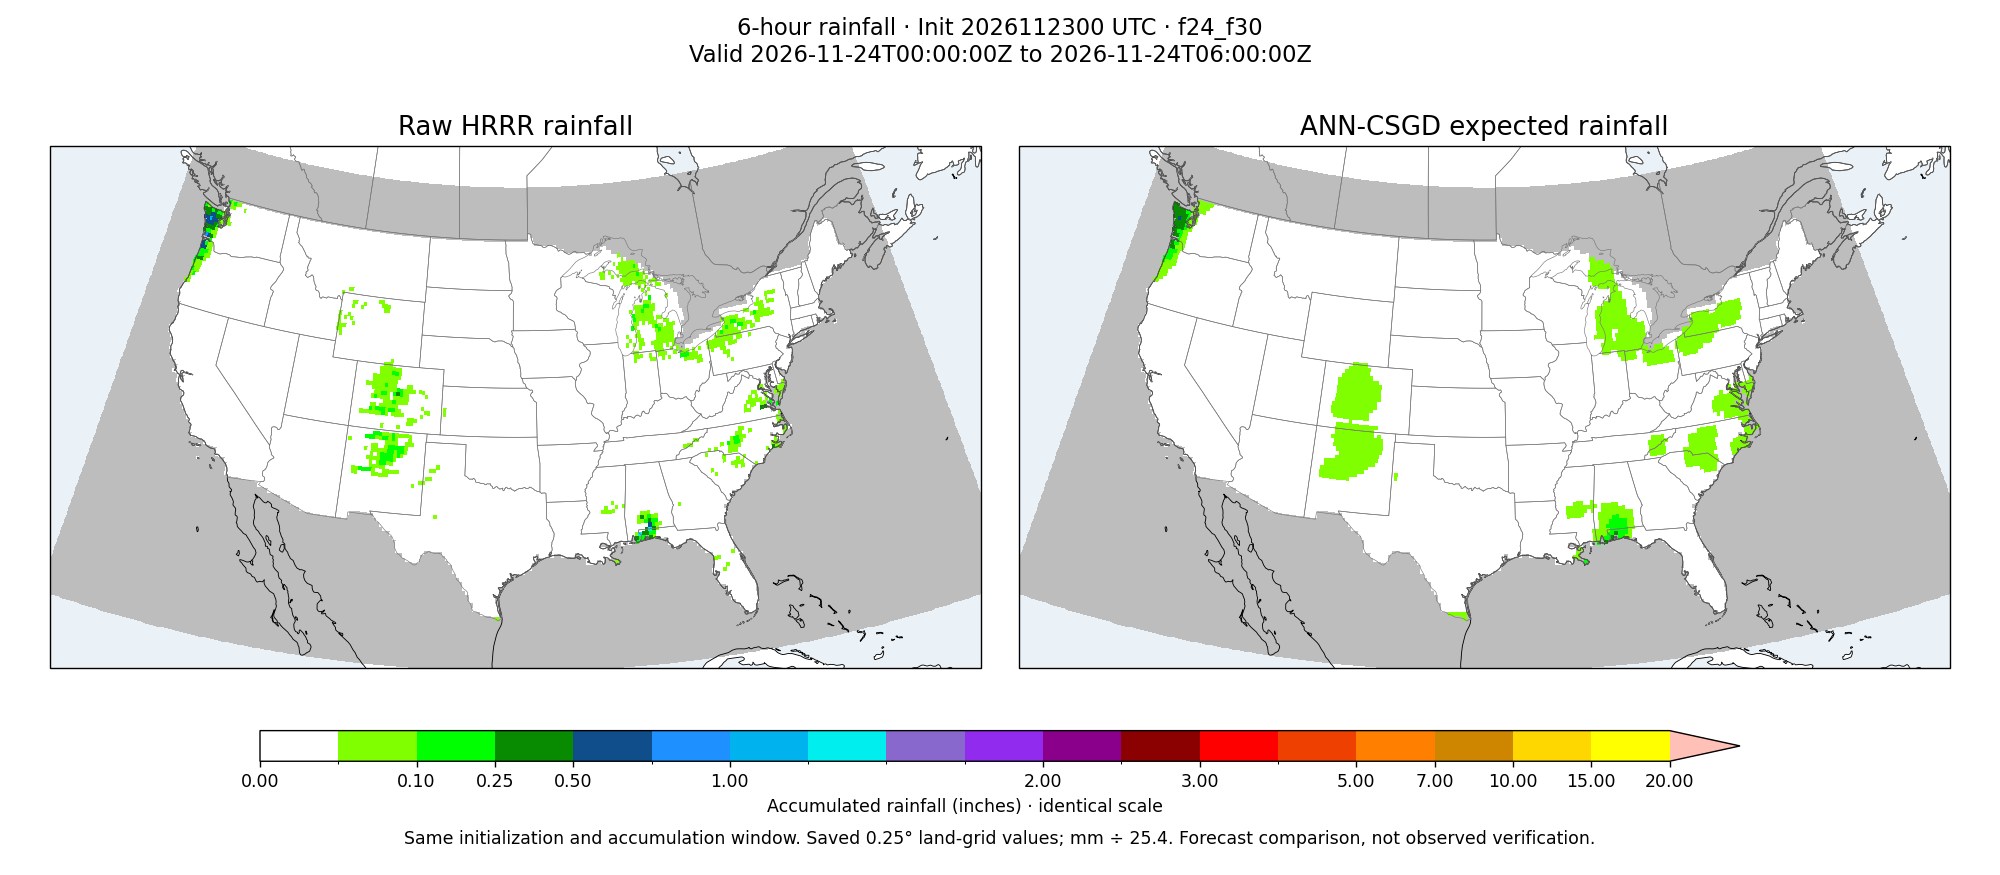 6-hour rainfall · Init 2026112300 UTC · f24_f30
Valid 2026-11-24T00:00:00Z to 2026-11-24T06:00:00Z
Raw HRRR rainfall
ANN-CSGD expected rainfall
0.00 0.10 0.25 0.50 1.00 2.00 3.00 5.00 7.00 10.00 15.00 20.00
Accumulated rainfall (inches) · identical scale
Same initialization and accumulation window. Saved 0.25° land-grid values; mm ÷ 25.4. Forecast comparison, not observed verification.